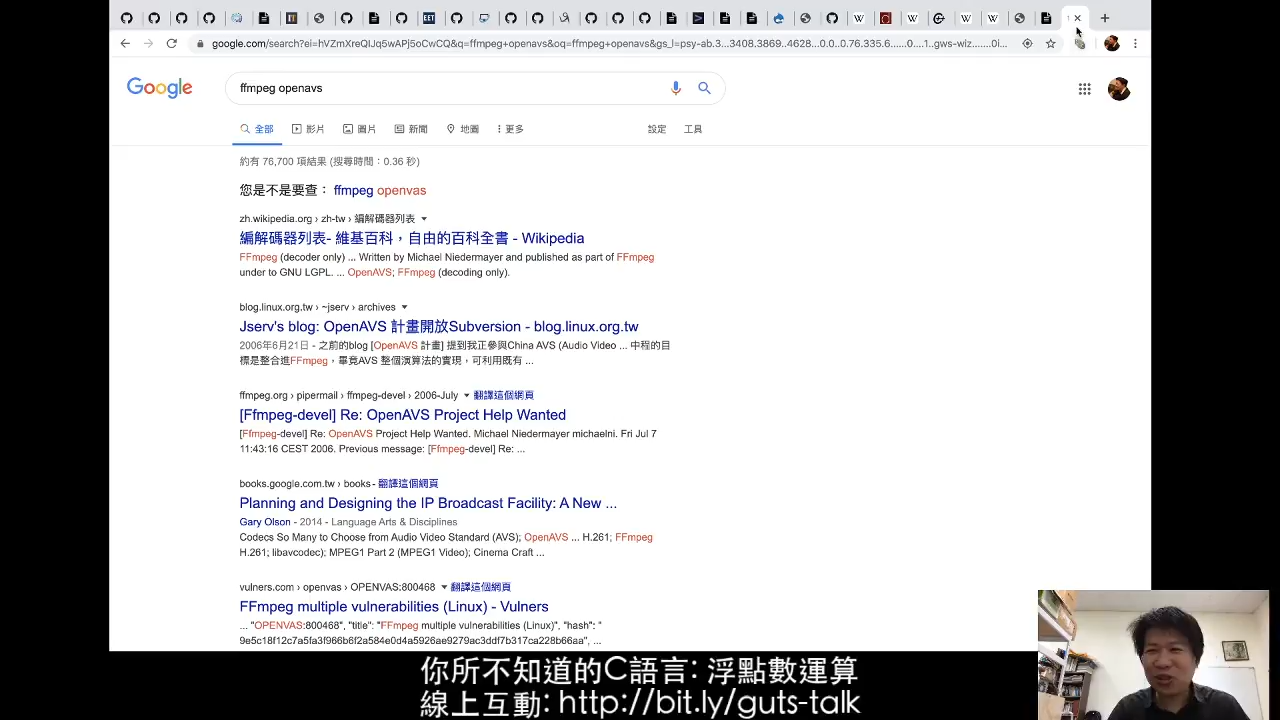 google.com/search?ei=hVZmXreQIJq5wAPj5oCwCQ&q=ffmpeg+openavs&oq=ffmpeg+openavs&gs_l=psy-ab.3...3408.3869..4628...0.0..0.76.335.6......0....1..gws-wiz.......0i...
Google
ffmpeg openavs
全部 影片 圖片 新聞 地圖 更多 設定 工具
約有 76,700 項結果 (搜尋時間：0.36 秒)
您是不是要查： ffmpeg openvas
zh.wikipedia.org › zh-tw › 編解碼器列表
編解碼器列表- 維基百科，自由的百科全書 - Wikipedia
FFmpeg (decoder only) ... Written by Michael Niedermayer and published as part of FFmpeg
under to GNU LGPL. ... OpenAVS; FFmpeg (decoding only).
blog.linux.org.tw › ~jserv › archives
Jserv's blog: OpenAVS 計畫開放Subversion - blog.linux.org.tw
2006年6月21日 - 之前的blog [OpenAVS 計畫] 提到我正參與China AVS (Audio Video ... 中程的目
標是整合進FFmpeg，畢竟AVS 整個演算法的實現，可利用既有 ...
ffmpeg.org › pipermail › ffmpeg-devel › 2006-July 翻譯這個網頁
[Ffmpeg-devel] Re: OpenAVS Project Help Wanted
[Ffmpeg-devel] Re: OpenAVS Project Help Wanted. Michael Niedermayer michaelni. Fri Jul 7
11:43:16 CEST 2006. Previous message: [Ffmpeg-devel] Re: ...
books.google.com.tw › books - 翻譯這個網頁
Planning and Designing the IP Broadcast Facility: A New ...
Gary Olson - 2014 - Language Arts & Disciplines
Codecs So Many to Choose from Audio Video Standard (AVS); OpenAVS ... H.261; FFmpeg
H.261; libavcodec); MPEG1 Part 2 (MPEG1 Video); Cinema Craft ...
vulners.com › openvas › OPENVAS:800468 翻譯這個網頁
FFmpeg multiple vulnerabilities (Linux) - Vulners
... "OPENVAS:800468", "title": "FFmpeg multiple vulnerabilities (Linux)", "hash": "
9e5c18f12c7a5fa3f966b6f2a584e0d4a5926ae9279ac3ddf7b317ca228b66aa", ...
你所不知道的C語言: 浮點數運算
線上互動: http://bit.ly/guts-talk